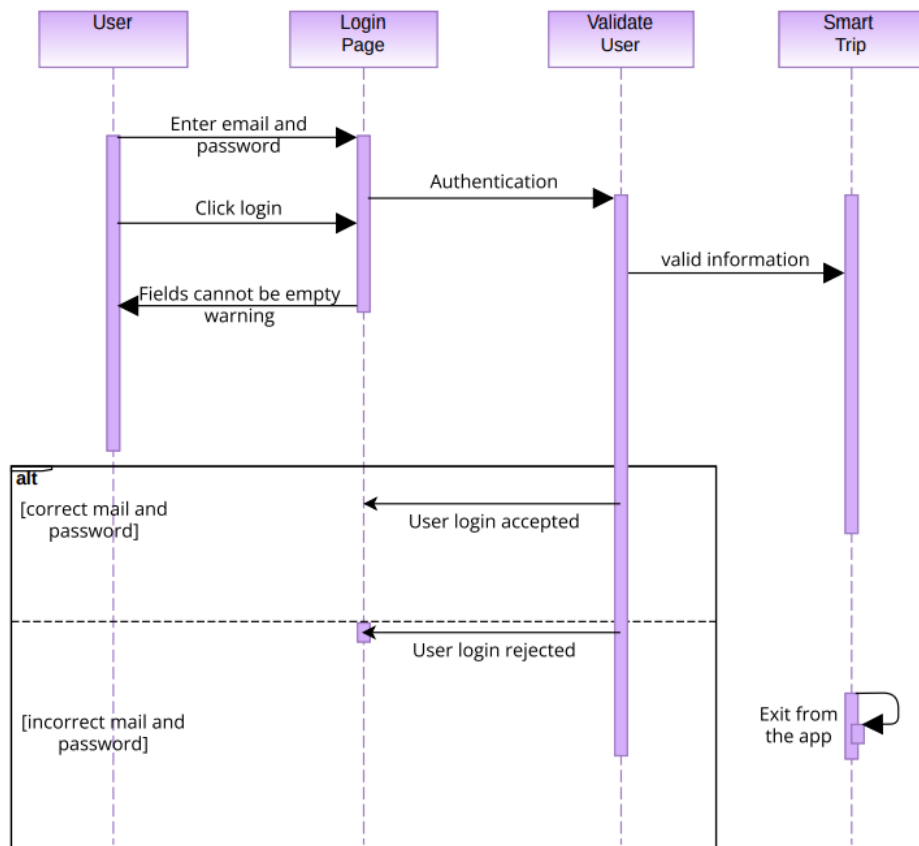 User
Login
Page
Validate
User
Smart
Trip
Enter email and
password
Authentication
Click login
valid information
Fields cannot be empty
warning
alt
[correct mail and
password]
User login accepted
User login rejected
[incorrect mail and
password]
Exit from
the app